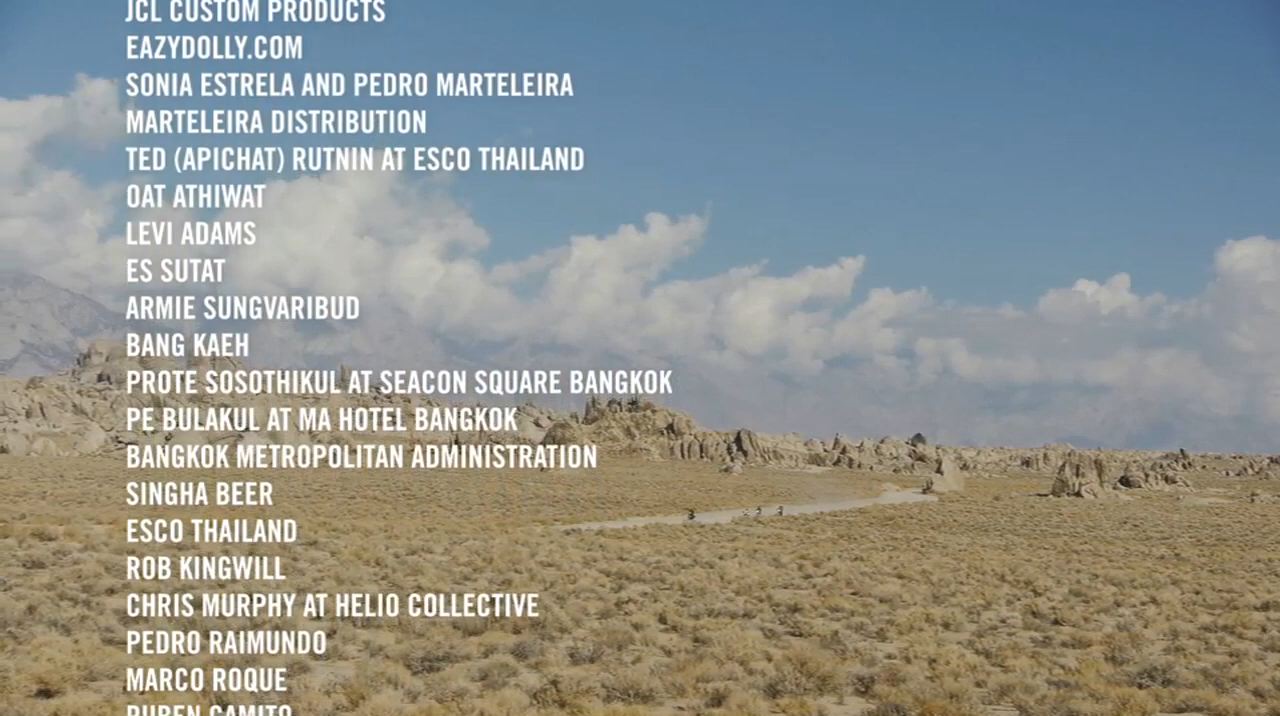 JCL CUSTOM PRODUCTS
EAZYDOLLY.COM
SONIA ESTRELA AND PEDRO MARTELEIRA
MARTELEIRA DISTRIBUTION
TED (APICHAT) RUTNIN AT ESCO THAILAND
OAT ATHIWAT
LEVI ADAMS
ES SUTAT
ARMIE SUNGVARIBUD
BANG KAEH
PROTE SOSOTHIKUL AT SEACON SQUARE BANGKOK
PE BULAKUL AT MA HOTEL BANGKOK
BANGKOK METROPOLITAN ADMINISTRATION
SINGHA BEER
ESCO THAILAND
ROB KINGWILL
CHRIS MURPHY AT HELIO COLLECTIVE
PEDRO RAIMUNDO
MARCO ROQUE